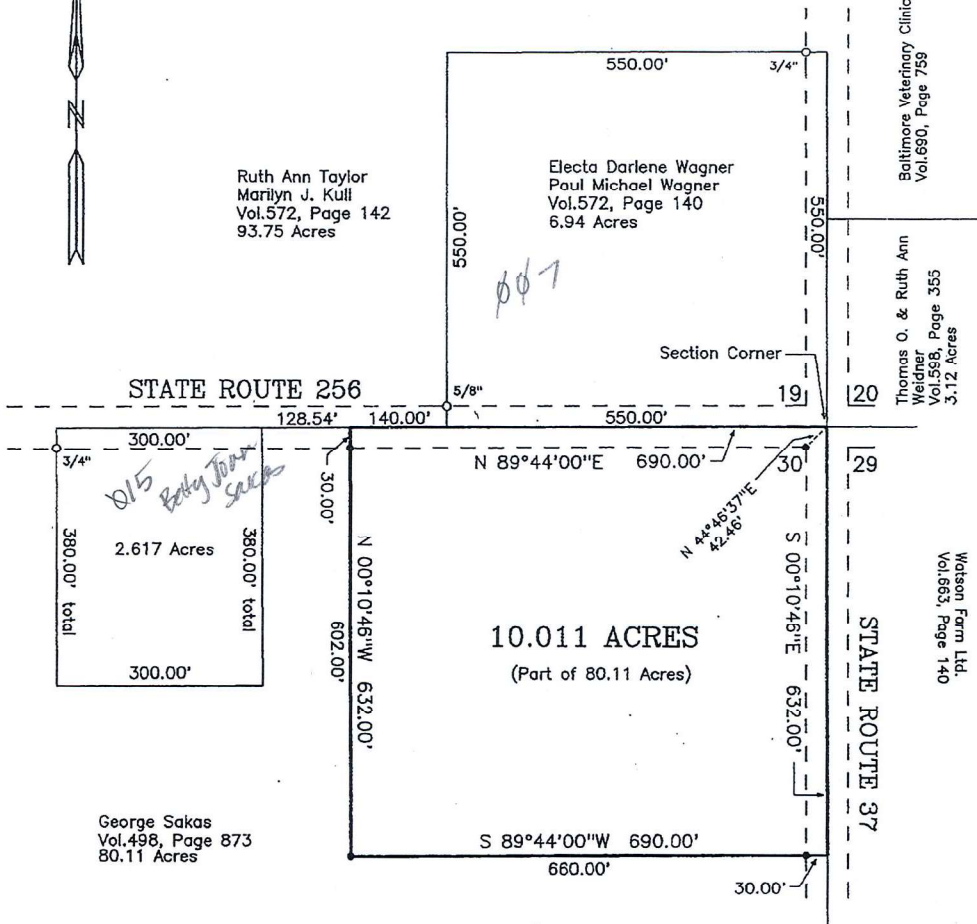 N
Baltimore Veterinary Clinic
Vol.690, Page 759
550.00'
3/4"
Ruth Ann Taylor
Marilyn J. Kull
Vol.572, Page 142
93.75 Acres
Electa Darlene Wagner
Paul Michael Wagner
Vol.572, Page 140
6.94 Acres
550.00'
550.00'
007
Thomas O. & Ruth Ann
Weidner
Vol.598, Page 355
3.12 Acres
Section Corner
STATE ROUTE 256
5/8"
19
20
128.54'
140.00'
550.00'
300.00'
3/4"
N 89°44'00"E 690.00'
30
29
015
Betty Joan
Sakas
30.00'
N 44°46'37"E
42.46'
2.617 Acres
380.00' total
380.00' total
N 00°10'46"W 632.00'
602.00'
S 00°10'46"E 632.00'
10.011 ACRES
(Part of 80.11 Acres)
Watson Farm Ltd.
Vol.663, Page 140
STATE ROUTE 37
300.00'
George Sakas
Vol.498, Page 873
80.11 Acres
S 89°44'00"W 690.00'
660.00'
30.00'